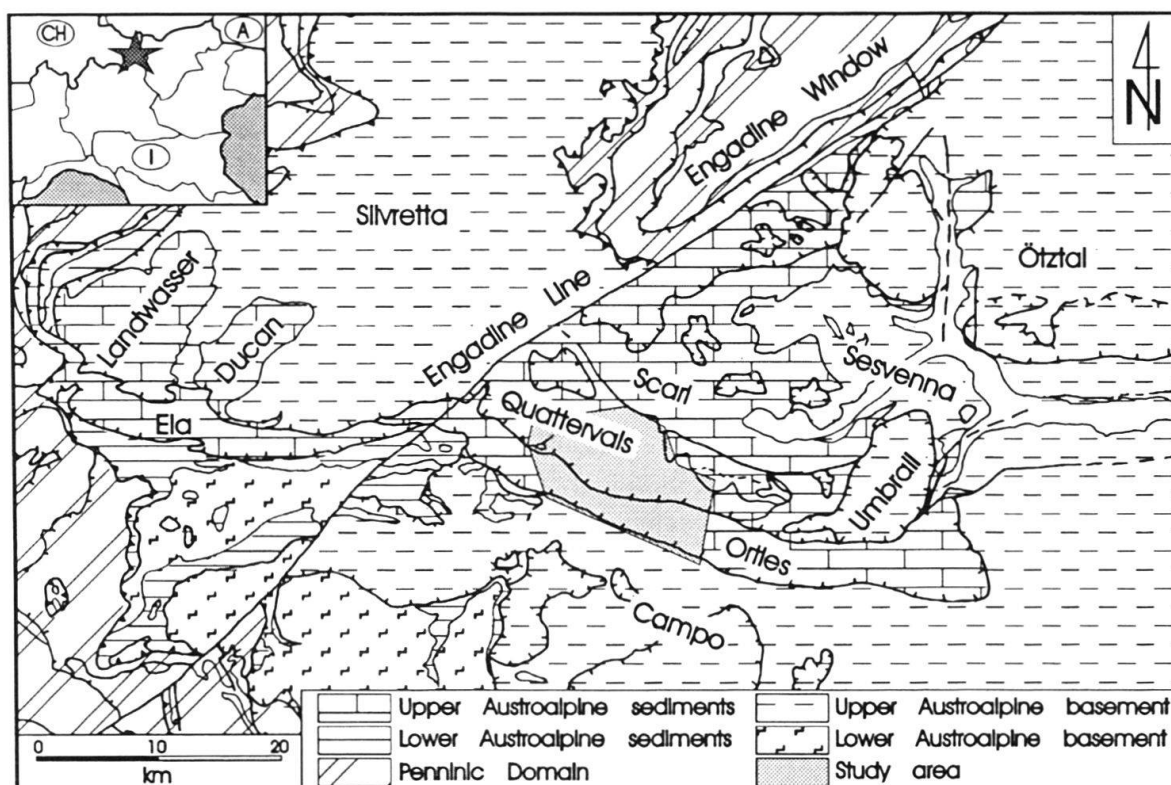 CH
A
I
N
Engadine Window
Silvretta
Ötztal
Landwasser
Ducan
Engadine Line
Scarl
Sesvenna
Quattervals
Ela
Umbrail
Ortles
Campo
Upper Austroalpine sediments
Lower Austroalpine sediments
Penninic Domain
Upper Austroalpine basement
Lower Austroalpine basement
Study area
0 10 20
km